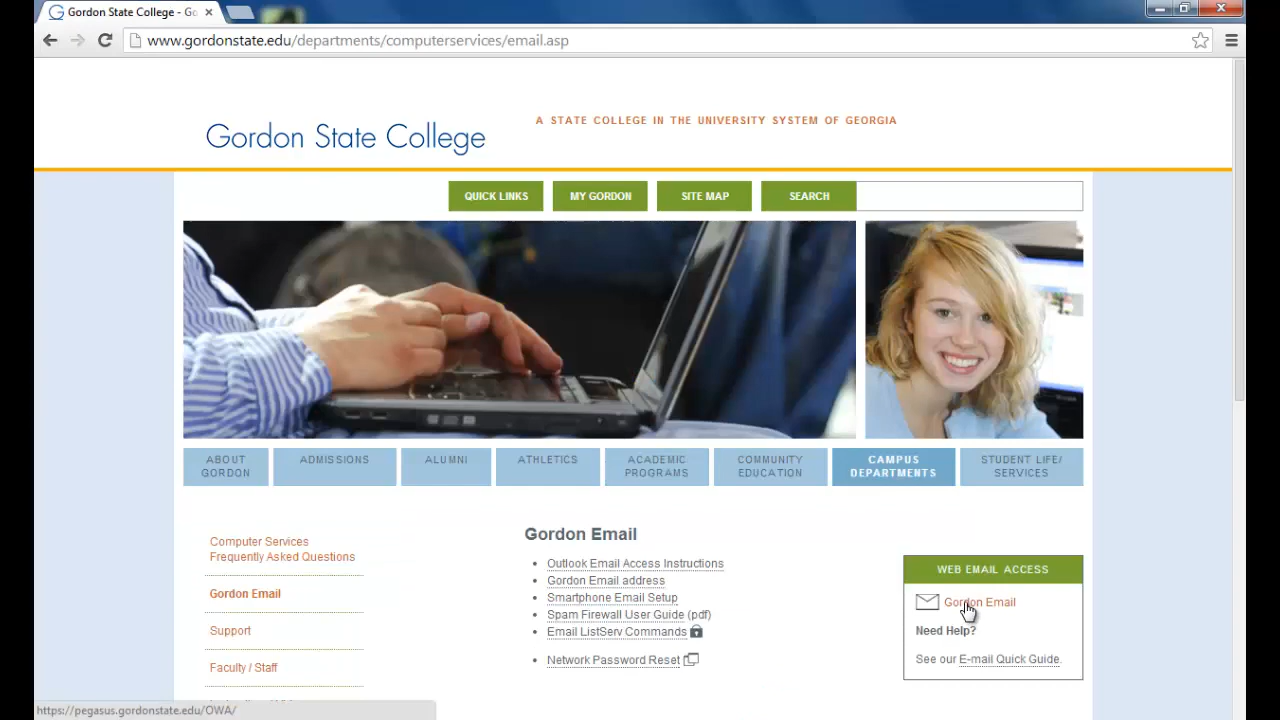 Gordon State College - Go
www.gordonstate.edu/departments/computerservices/email.asp
Gordon State College
A STATE COLLEGE IN THE UNIVERSITY SYSTEM OF GEORGIA
QUICK LINKS
MY GORDON
SITE MAP
SEARCH
ABOUT
GORDON
ADMISSIONS
ALUMNI
ATHLETICS
ACADEMIC
PROGRAMS
COMMUNITY
EDUCATION
CAMPUS
DEPARTMENTS
STUDENT LIFE/
SERVICES
Computer Services
Frequently Asked Questions
Gordon Email
Support
Faculty / Staff
Gordon Email
Outlook Email Access Instructions
Gordon Email address
Smartphone Email Setup
Spam Firewall User Guide (pdf)
Email ListServ Commands
Network Password Reset
WEB EMAIL ACCESS
Gordon Email
Need Help?
See our E-mail Quick Guide.
https://pegasus.gordonstate.edu/OWA/